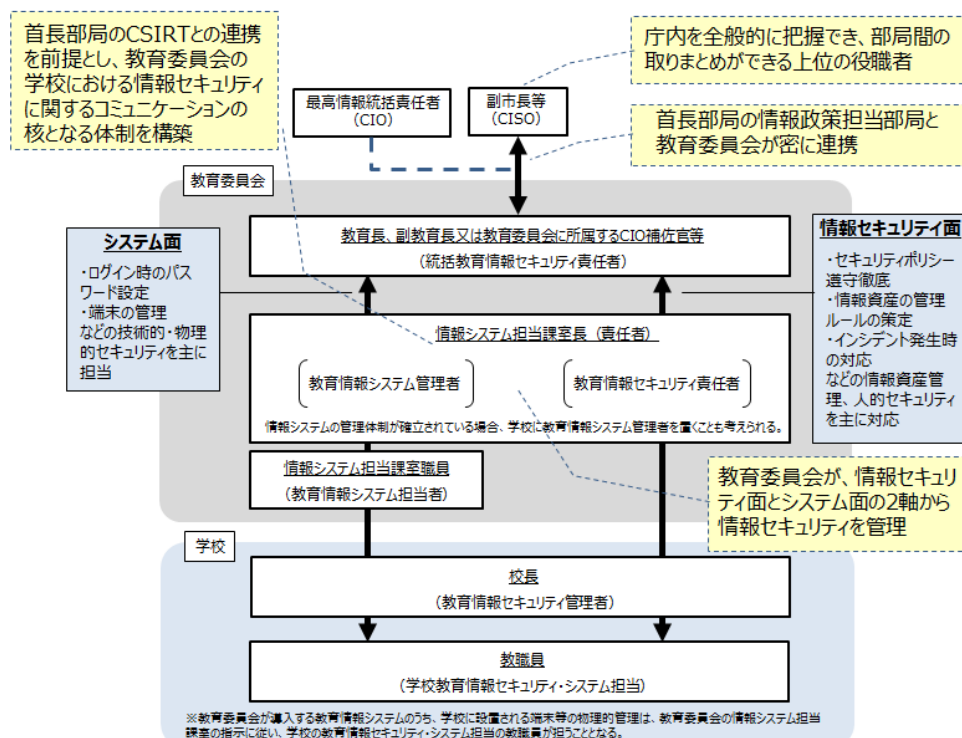 首長部局のCSIRTとの連携
を前提とし、教育委員会の
学校における情報セキュリティ
に関するコミュニケーションの
核となる体制を構築
最高情報統括責任者
（CIO）
副市長等
（CISO）
庁内を全般的に把握でき、部局間の
取りまとめができる上位の役職者
首長部局の情報政策担当部局と
教育委員会が密に連携
教育委員会
システム面
・ログイン時のパス
ワード設定
・端末の管理
などの技術的・物理
的セキュリティを主に
担当
教育長、副教育長又は教育委員会に所属するCIO補佐官等
（統括教育情報セキュリティ責任者）
情報セキュリティ面
・セキュリティポリシー
遵守徹底
・情報資産の管理
ルールの策定
・インシデント発生時
の対応
などの情報資産管
理、人的セキュリティ
を主に対応
情報システム担当課室長（責任者）
教育情報システム管理者
教育情報セキュリティ責任者
情報システムの管理体制が確立されている場合、学校に教育情報システム管理者を置くことも考えられる。
情報システム担当課室職員
（教育情報システム担当者）
教育委員会が、情報セキュリ
ティ面とシステム面の2軸から
情報セキュリティを管理
学校
校長
（教育情報セキュリティ管理者）
教職員
（学校教育情報セキュリティ・システム担当）
※教育委員会が導入する教育情報システムのうち、学校に設置される端末等の物理的管理は、教育委員会の情報システム担当
課室の指示に従い、学校の教育情報セキュリティ・システム担当の教職員が担うこととなる。